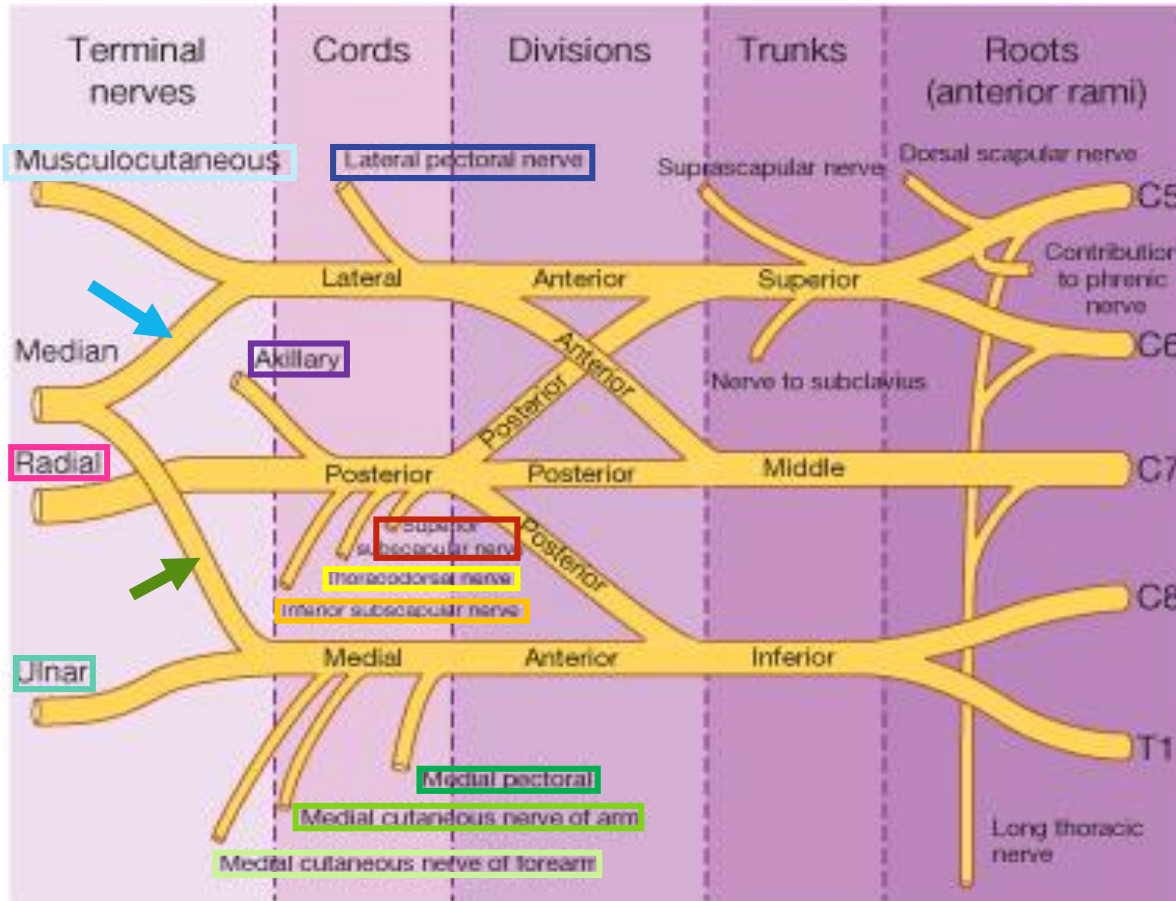 Terminal
nerves
Cords
Divisions
Trunks
Roots
(anterior rami)
Musculocutaneous
Lateral pectoral nerve
Suprascapular nerve
Dorsal scapular nerve
C5
Contribution
to phrenic
nerve
Lateral
Anterior
Superior
Median
Akillary
Anterior
Posterior
Nerve to subclavius
C6
Radial
Posterior
Posterior
Middle
C7
Superior
subscapular nerve
Posterior
Thoracodorsal nerve
Inferior subscapular nerve
C8
Ulnar
Medial
Anterior
Inferior
T1
Medial pectoral
Medial cutaneous nerve of arm
Medial cutaneous nerve of forearm
Long thoracic
nerve